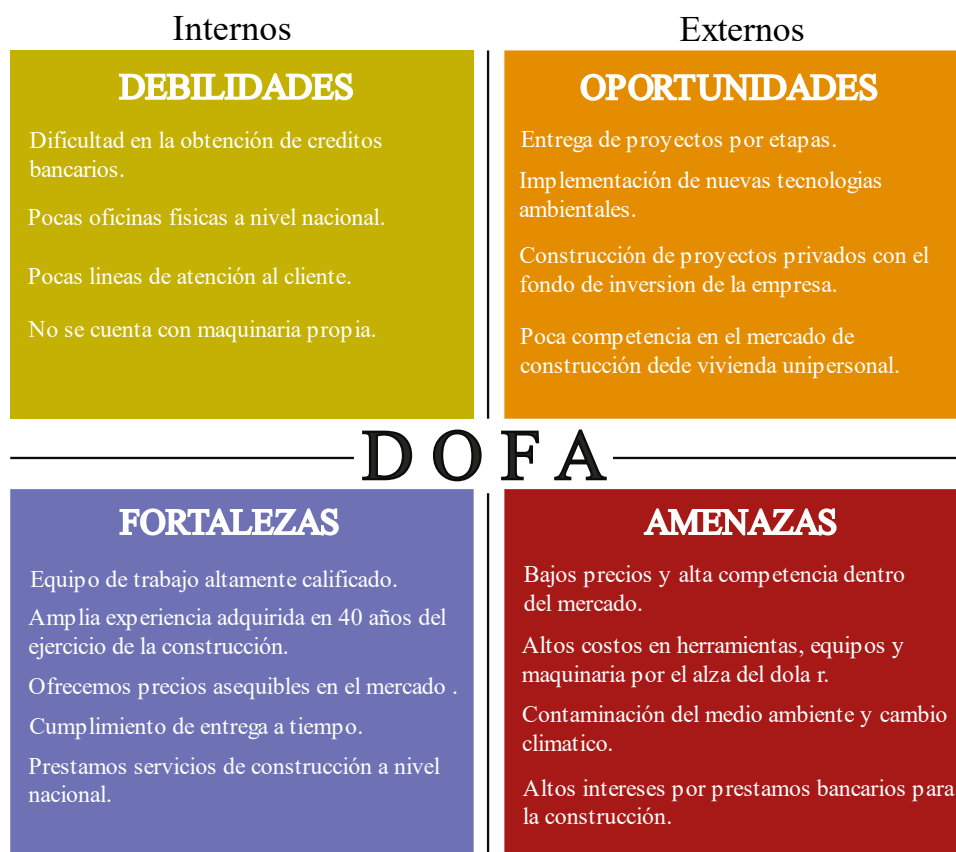 Internos
Externos
DEBILIDADES
Dificultad en la obtención de creditos
bancarios.
Pocas oficinas fisicas a nivel nacional.
Pocas lineas de atención al cliente.
No se cuenta con maquinaria propia.
OPORTUNIDADES
Entrega de proyectos por etapas.
Implementación de nuevas tecnologias
ambientales.
Construcción de proyectos privados con el
fondo de inversion de la empresa.
Poca competencia en el mercado de
construcción dede vivienda unipersonal.
D O F A
FORTALEZAS
Equipo de trabajo altamente calificado.
Amplia experiencia adquirida en 40 años del
ejercicio de la construcción.
Ofrecemos precios asequibles en el mercado .
Cumplimiento de entrega a tiempo.
Prestamos servicios de construcción a nivel
nacional.
AMENAZAS
Bajos precios y alta competencia dentro
del mercado.
Altos costos en herramientas, equipos y
maquinaria por el alza del dola r.
Contaminación del medio ambiente y cambio
climatico.
Altos intereses por prestamos bancarios para
la construcción.